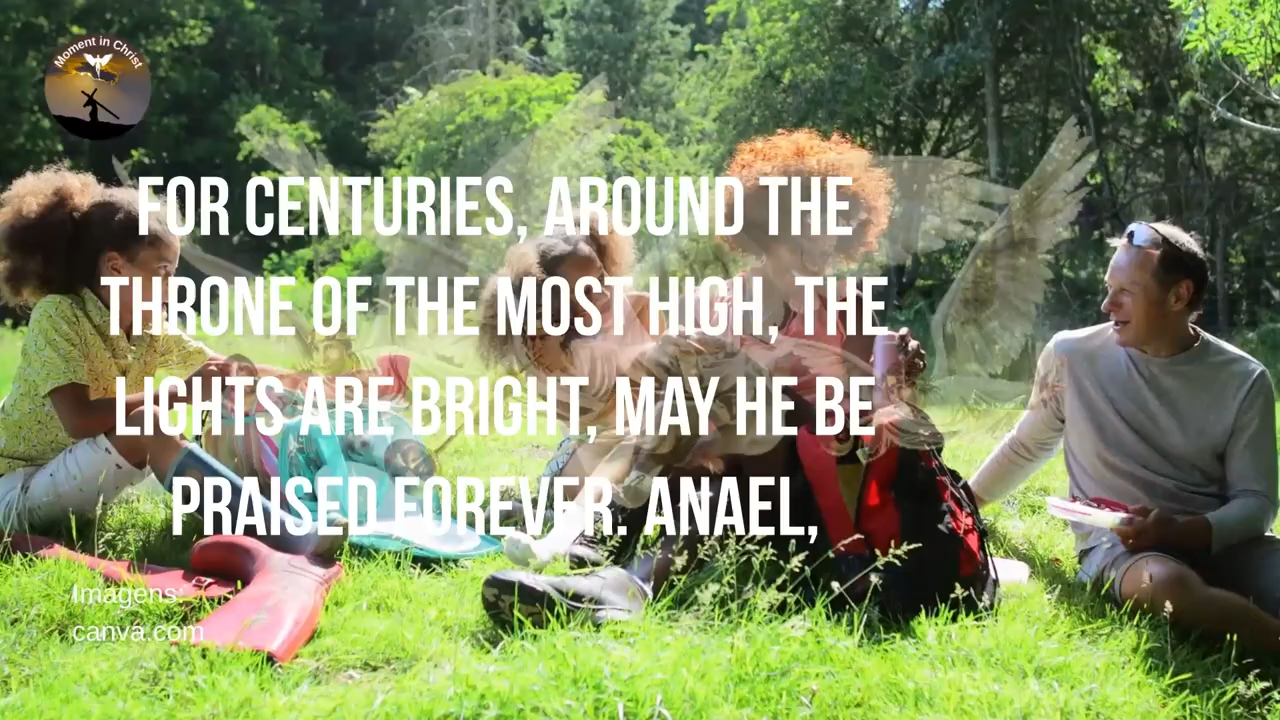 Moment in Christ
FOR CENTURIES, AROUND THE
THRONE OF THE MOST HIGH, THE
LIGHTS ARE BRIGHT, MAY HE BE
PRAISED FOREVER. ANAEL,
Imagens:
canva.com